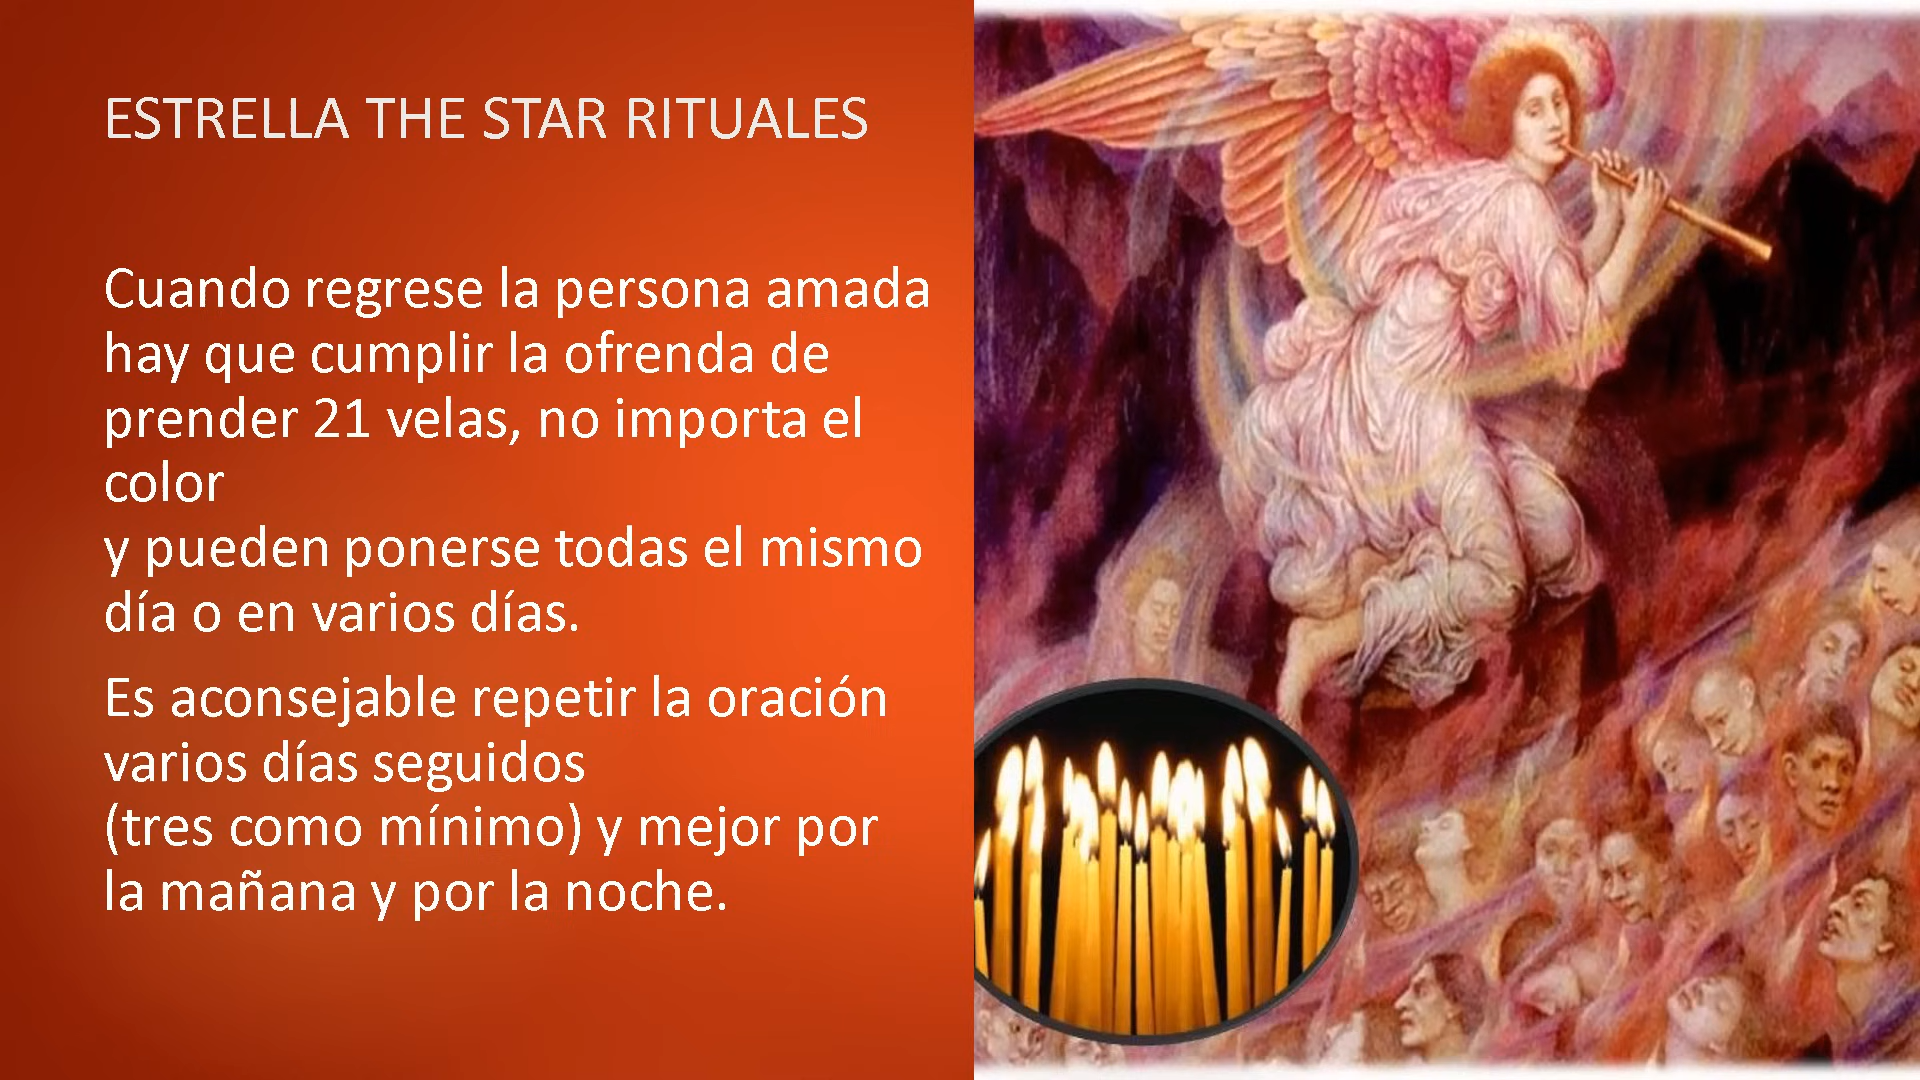 ESTRELLA THE STAR RITUALES
Cuando regrese la persona amada
hay que cumplir la ofrenda de
prender 21 velas, no importa el
color
y pueden ponerse todas el mismo
día o en varios días.
Es aconsejable repetir la oración
varios días seguidos
(tres como mínimo) y mejor por
la mañana y por la noche.